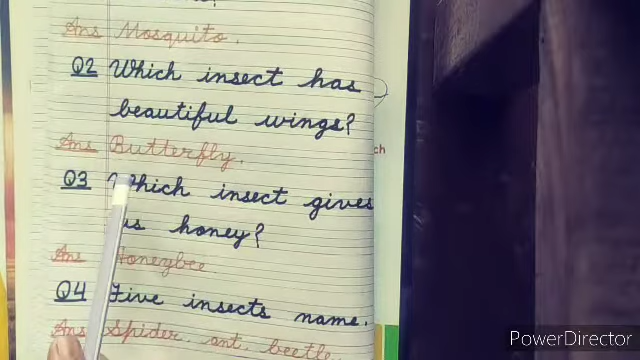 Ans Mosquito.
Q2 Which insect has
beautiful wings?
Ans Butterfly.
ch
Q3 Which insect gives
us honey?
Ans Honeybee
Q4 Five insects name.
Ans Spider, ant, beetle,
PowerDirector